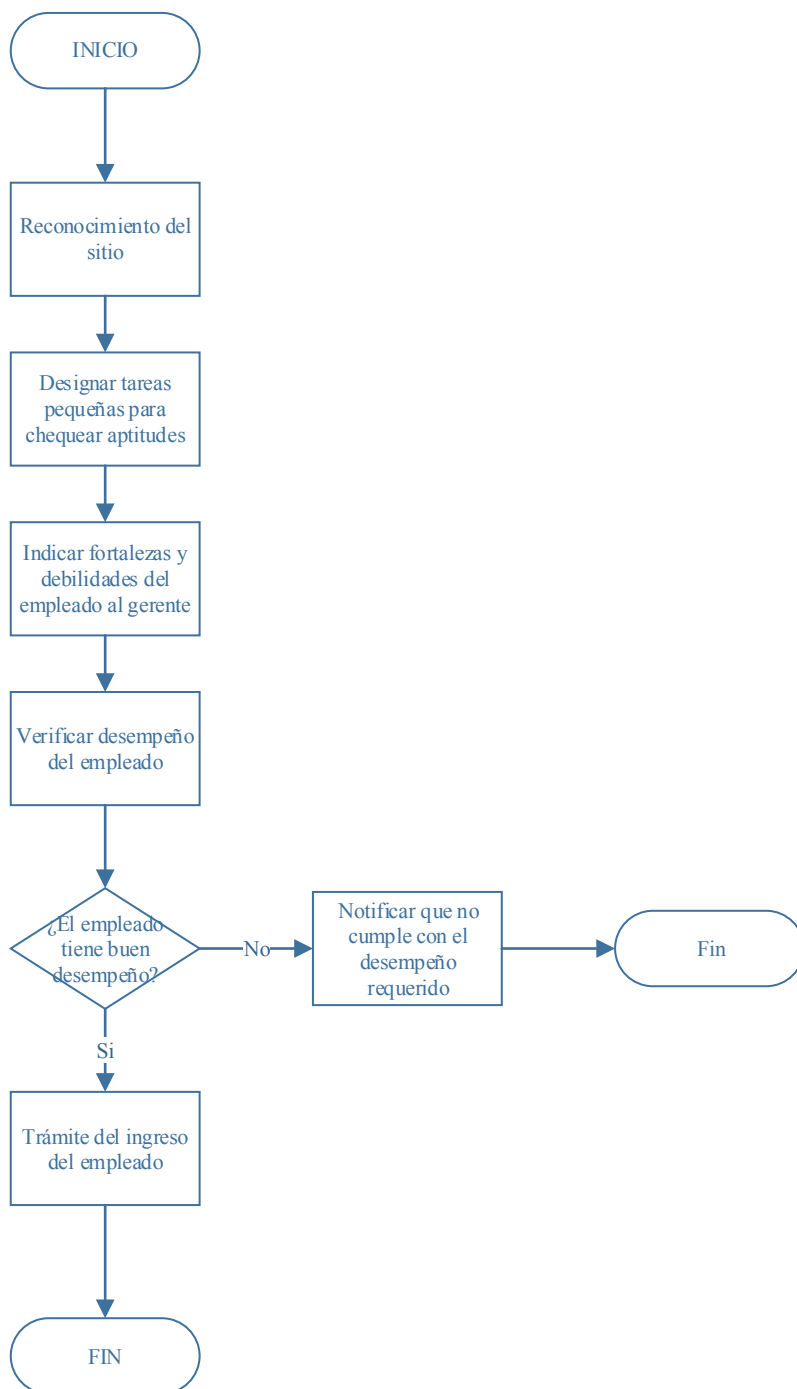 INICIO
Reconocimiento del
sitio
Designar tareas
pequeñas para
chequear aptitudes
Indicar fortalezas y
debilidades del
empleado al gerente
Verificar desempeño
del empleado
¿El empleado
tiene buen
desempeño?
No
Notificar que no
cumple con el
desempeño
requerido
Fin
Si
Trámite del ingreso
del empleado
FIN